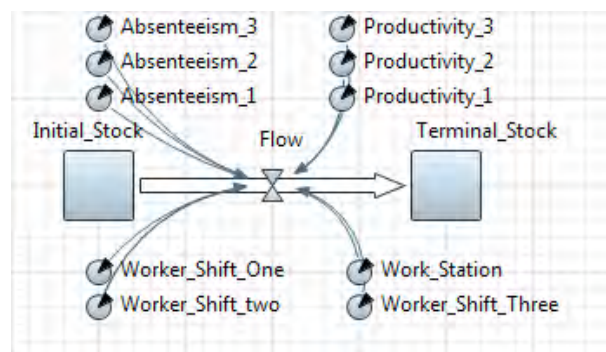 Absenteeism_3
Productivity_3
Absenteeism_2
Productivity_2
Absenteeism_1
Productivity_1
Initial_Stock
Flow
Terminal_Stock
Worker_Shift_One
Work_Station
Worker_Shift_two
Worker_Shift_Three